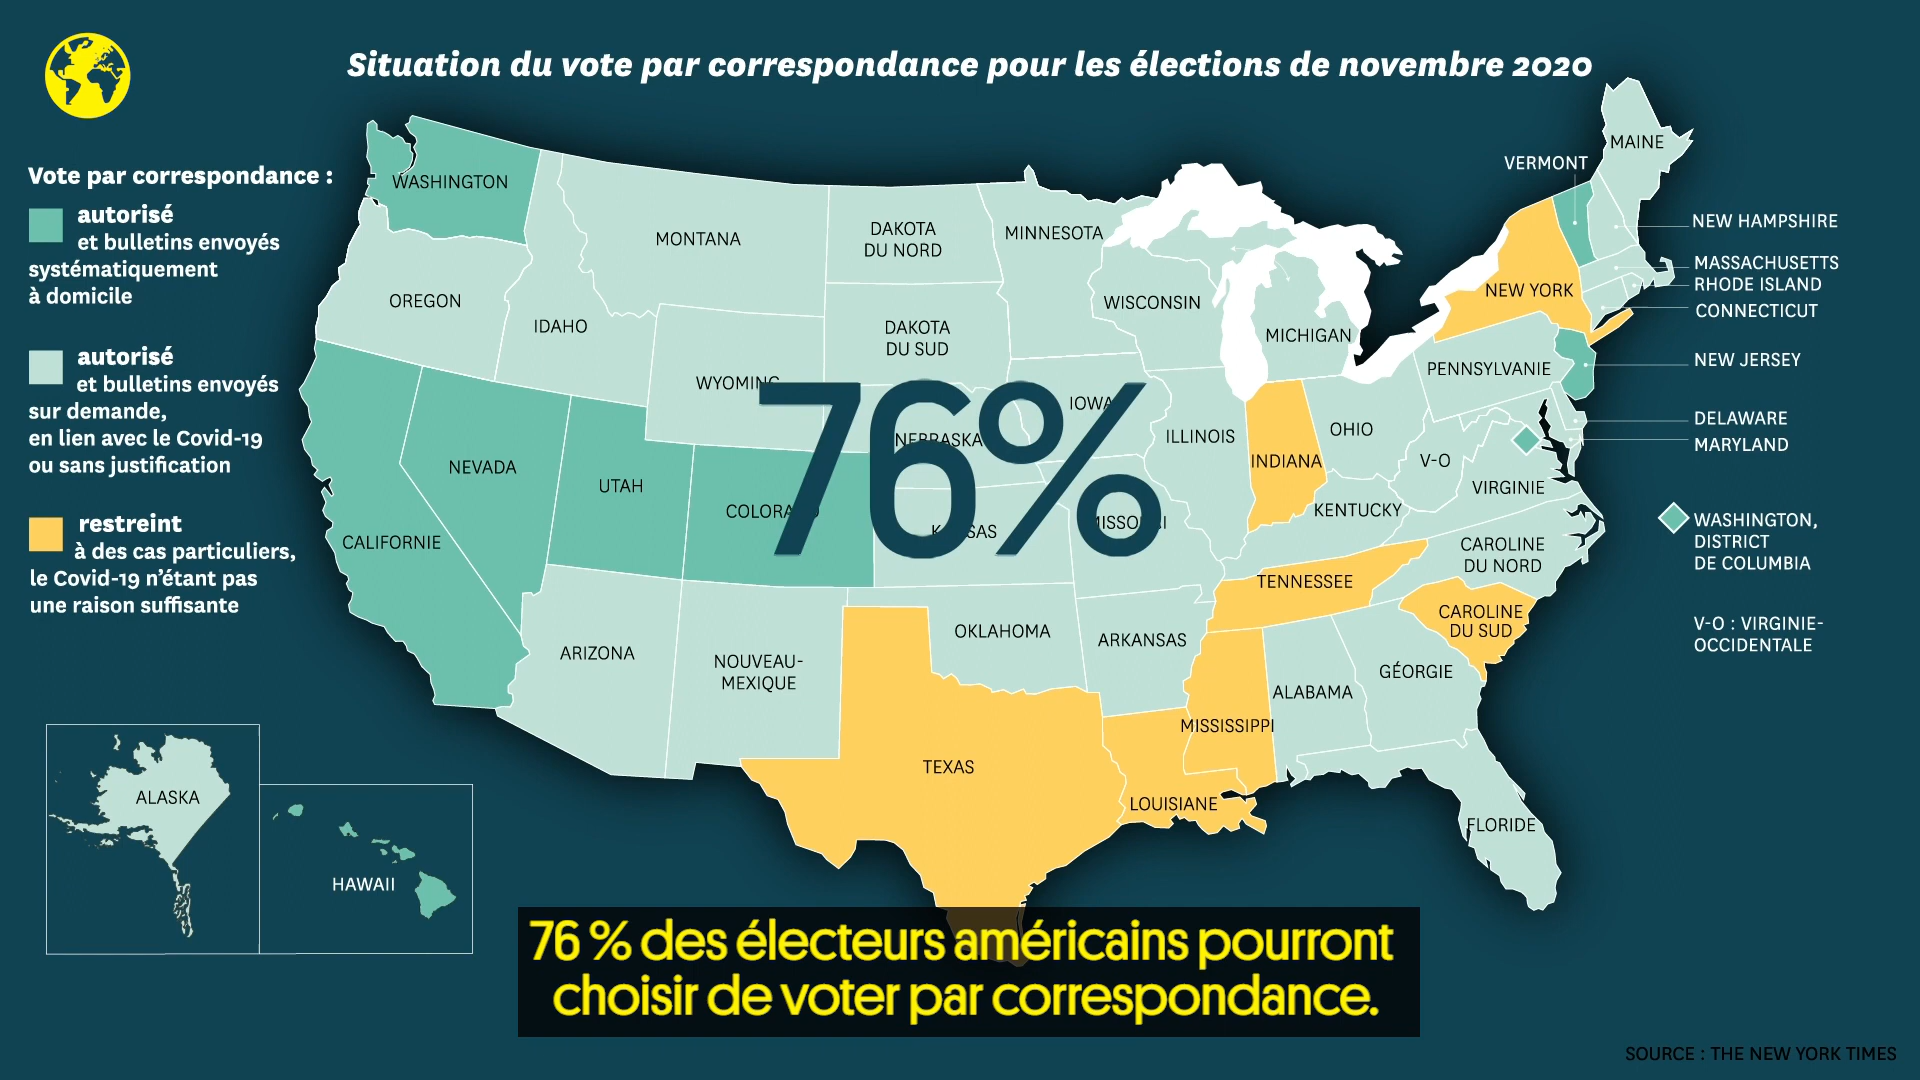 Situation du vote par correspondance pour les élections de novembre 2020
Vote par correspondance :
autorisé
et bulletins envoyés
systématiquement
à domicile
autorisé
et bulletins envoyés
sur demande,
en lien avec le Covid-19
ou sans justification
restreint
à des cas particuliers,
le Covid-19 n'étant pas
une raison suffisante
WASHINGTON
OREGON
IDAHO
MONTANA
DAKOTA
DU NORD
MINNESOTA
WISCONSIN
MICHIGAN
DAKOTA
DU SUD
WYOMING
IOWA
NEBRASKA
ILLINOIS
INDIANA
OHIO
PENNSYLVANIE
NEW YORK
VERMONT
MAINE
NEW HAMPSHIRE
MASSACHUSETTS
RHODE ISLAND
CONNECTICUT
NEW JERSEY
DELAWARE
MARYLAND
WASHINGTON,
DISTRICT
DE COLUMBIA
V-O : VIRGINIE-
OCCIDENTALE
76%
CALIFORNIE
NEVADA
UTAH
COLORADO
KANSAS
MISSOURI
KENTUCKY
V-O
VIRGINIE
CAROLINE
DU NORD
TENNESSEE
CAROLINE
DU SUD
ARIZONA
NOUVEAU-
MEXIQUE
OKLAHOMA
ARKANSAS
TEXAS
LOUISIANE
MISSISSIPPI
ALABAMA
GÉORGIE
FLORIDE
ALASKA
HAWAII
76 % des électeurs américains pourront
choisir de voter par correspondance.
SOURCE : THE NEW YORK TIMES